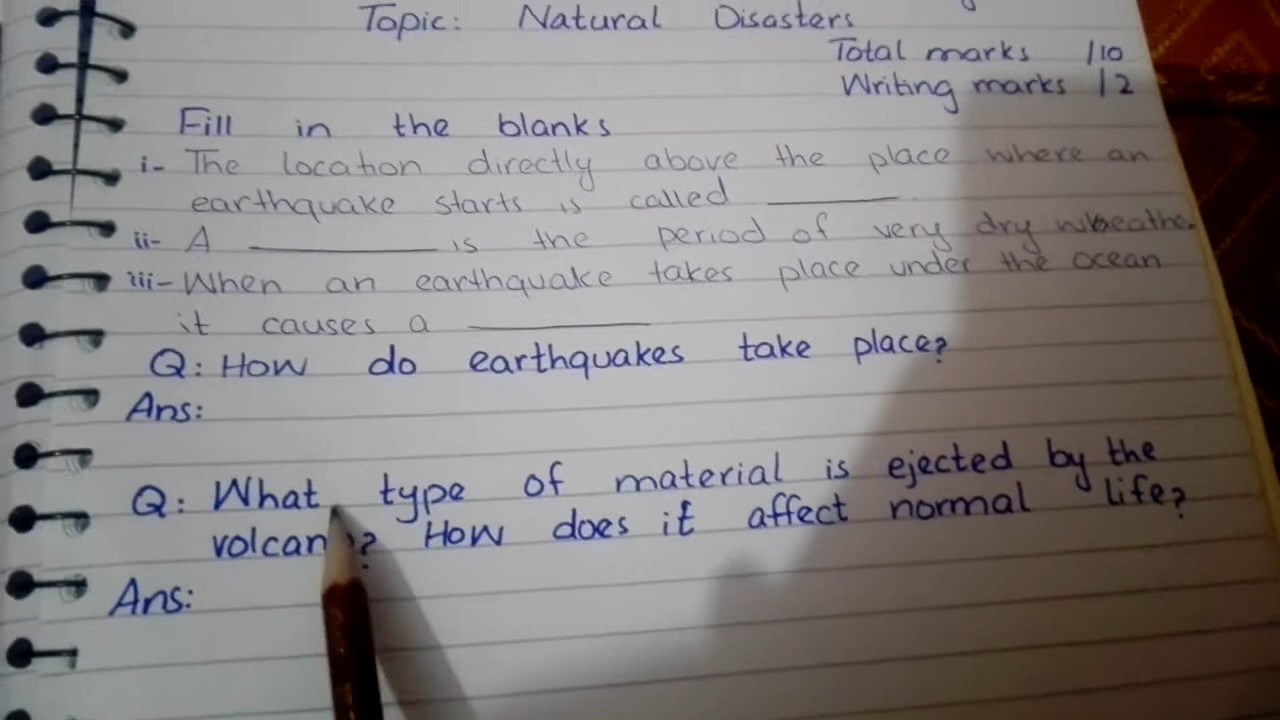 Topic: Natural Disasters
Total marks /10
Writing marks /2
Fill in the blanks
i- The location directly above the place where an
earthquake starts is called ________.
ii- A ________ is the period of very dry
iii- When an earthquake takes place under the ocean
it causes a ________
Q: How do earthquakes take place?
Ans:
Q: What type of material is ejected by the
volcano? How does it affect normal life?
Ans: